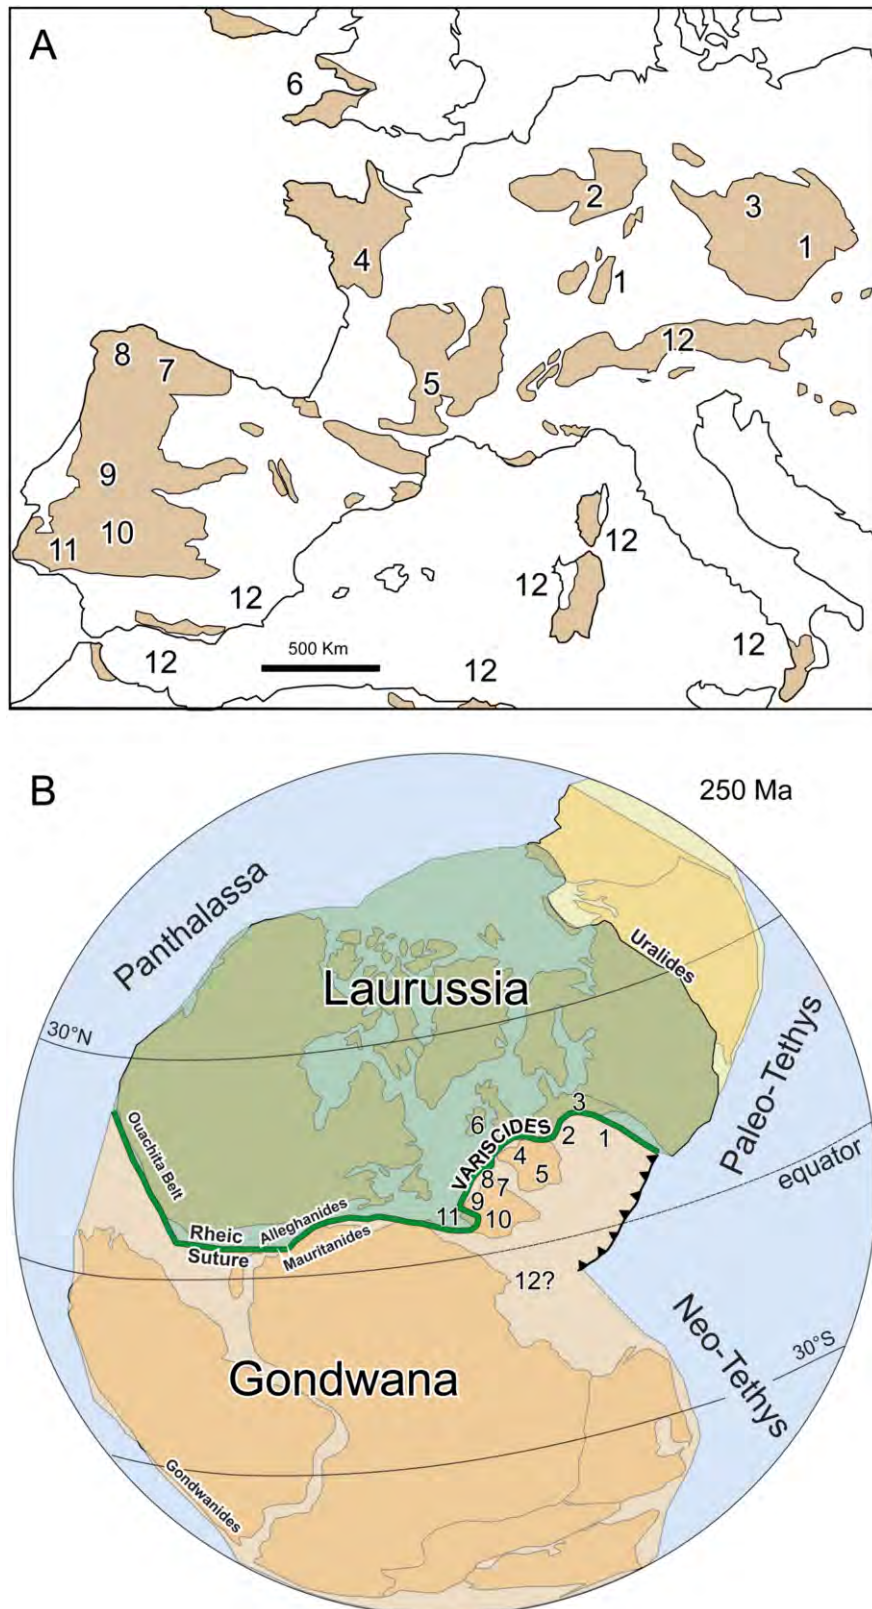 A
6
2
3
1
4
1
12
8
7
5
9
10
11
12
12
12
500 Km
12
12
12
B
250 Ma
Panthalassa
Uralides
Laurussia
30°N
Paleo-Tethys
3
6
2
1
VARISCIDES
4
equator
Ouachita Belt
5
8
7
9
11
10
Rheic
Suture
Alleghanides
Mauritanides
12?
Neo-Tethys
30°S
Gondwana
Gondwanides